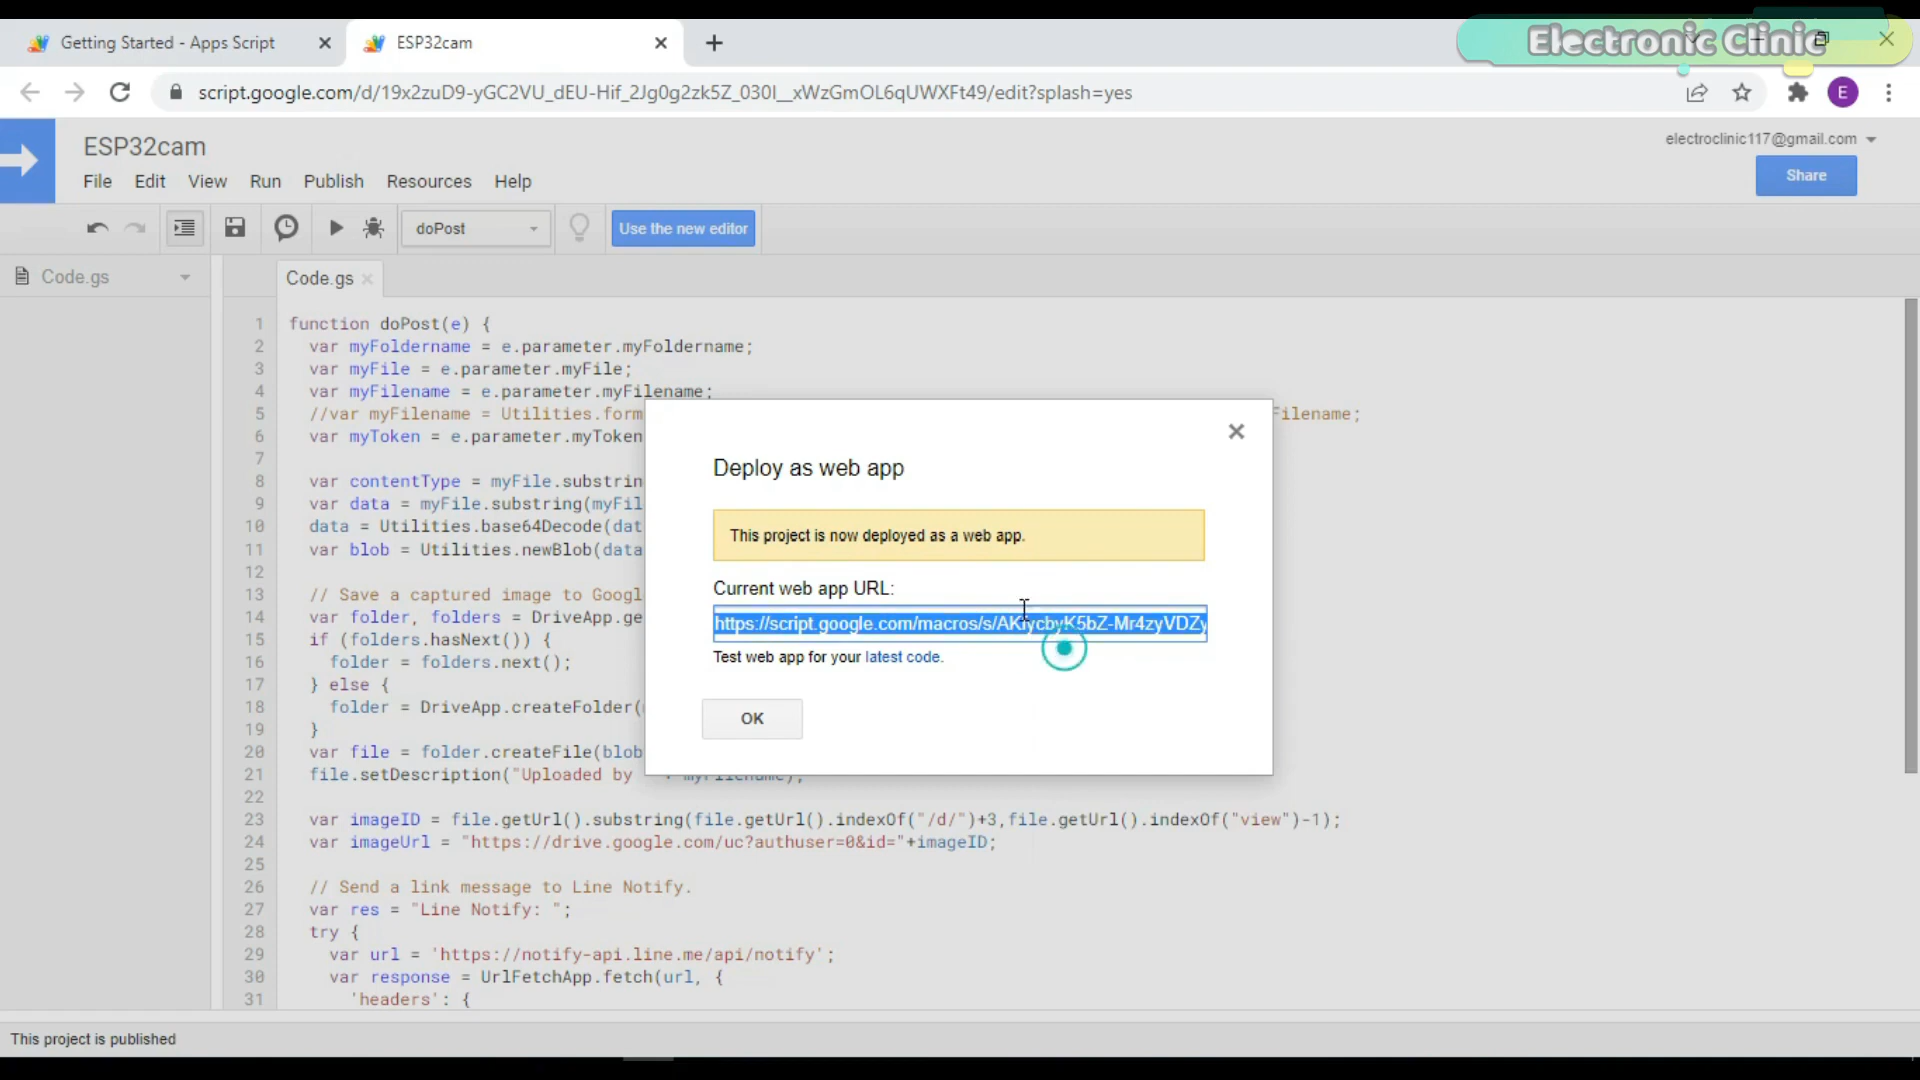 Getting Started - Apps Script
ESP32cam
Electronic Clinic
script.google.com/d/19x2zuD9-yGC2VU_dEU-Hif_2Jg0g2zk5Z_030I__xWzGmOL6qUWXFt49/edit?splash=yes
E
ESP32cam
electroclinic117@gmail.com
File Edit View Run Publish Resources Help
Share
doPost
Use the new editor
Code.gs
Code.gs
1 function doPost(e) {
2 var myFoldername = e.parameter.myFoldername;
3 var myFile = e.parameter.myFile;
4 var myFilename = e.parameter.myFilename;
5 //var myFilename = Utilities.form Filename;
6 var myToken = e.parameter.myToken
7
8 var contentType = myFile.substrin
9 var data = myFile.substring(myFil
10 data = Utilities.base64Decode(dat
11 var blob = Utilities.newBlob(data
12
13 // Save a captured image to Goog
14 var folder, folders = DriveApp.ge
15 if (folders.hasNext()) {
16 folder = folders.next();
17 } else {
18 folder = DriveApp.createFolder(
19 }
20 var file = folder.createFile(blob
21 file.setDescription("Uploaded by
22
23 var imageID = file.getUrl().substring(file.getUrl().indexOf("/d/")+3,file.getUrl().indexOf("view")-1);
24 var imageUrl = "https://drive.google.com/uc?authuser=0&id="+imageID;
25
26 // Send a link message to Line Notify.
27 var res = "Line Notify: ";
28 try {
29 var url = 'https://notify-api.line.me/api/notify';
30 var response = UrlFetchApp.fetch(url, {
31 'headers': {
Deploy as web app
This project is now deployed as a web app.
Current web app URL:
https://script.google.com/macros/s/AKfycbyK5bZ-Mr4zyVDZy
Test web app for your latest code.
OK
This project is published